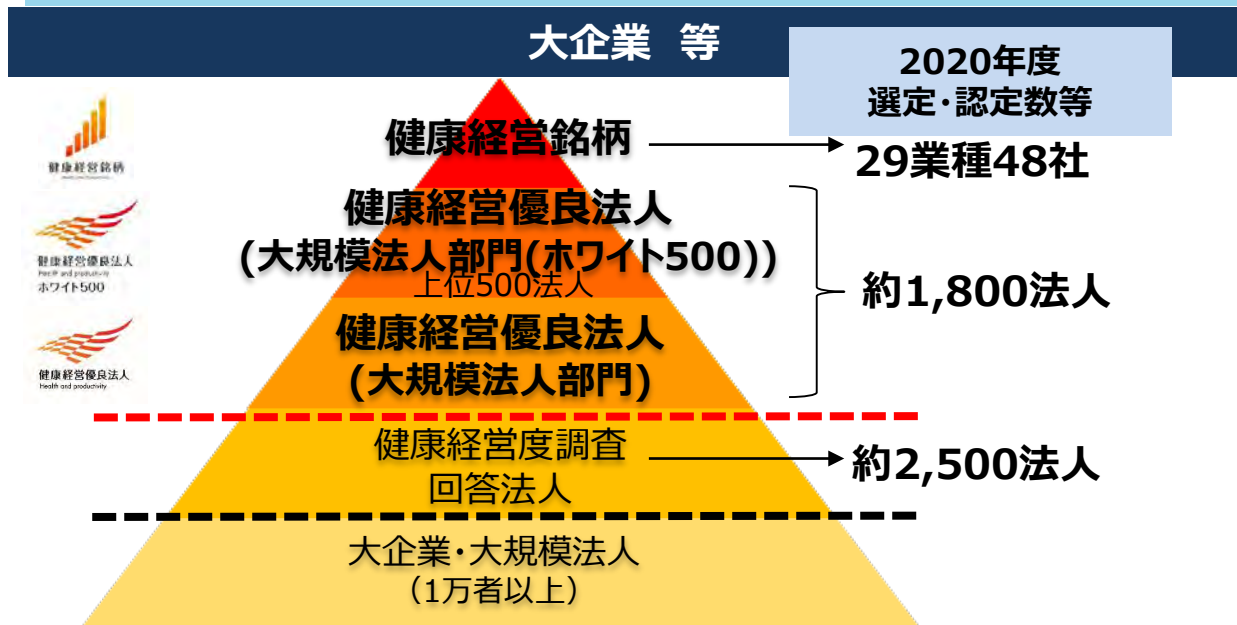 大企業 等
2020年度
選定・認定数等
健康経営銘柄
29業種48社
健康経営銘柄
健康経営優良法人
(大規模法人部門(ホワイト500))
上位500法人
健康経営優良法人
Health and productivity
ホワイト500
約1,800法人
健康経営優良法人
(大規模法人部門)
健康経営優良法人
Health and productivity
健康経営度調査
回答法人
約2,500法人
大企業・大規模法人
（1万者以上）